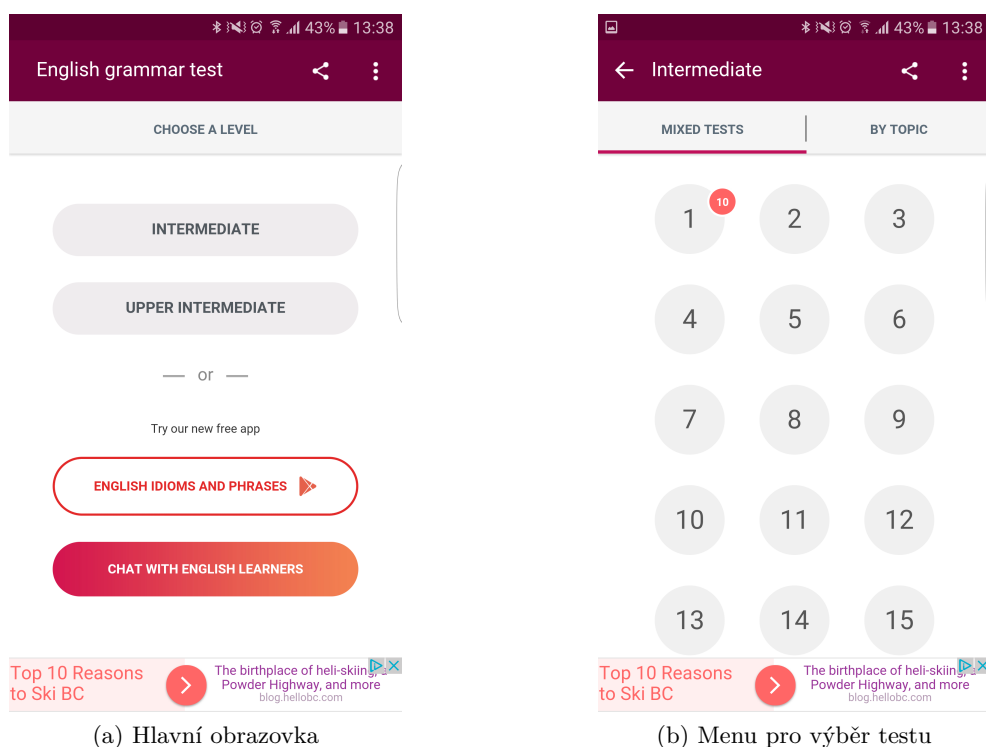 43% 13:38
English grammar test
CHOOSE A LEVEL
INTERMEDIATE
UPPER INTERMEDIATE
or
Try our new free app
ENGLISH IDIOMS AND PHRASES
CHAT WITH ENGLISH LEARNERS
Top 10 Reasons
to Ski BC
The birthplace of heli-skiing, a
Powder Highway, and more
blog.hellobc.com
(a) Hlavní obrazovka
43% 13:38
Intermediate
MIXED TESTS BY TOPIC
1 10 2 3
4 5 6
7 8 9
10 11 12
13 14 15
Top 10 Reasons
to Ski BC
The birthplace of heli-skiing, a
Powder Highway, and more
blog.hellobc.com
(b) Menu pro výběr testu